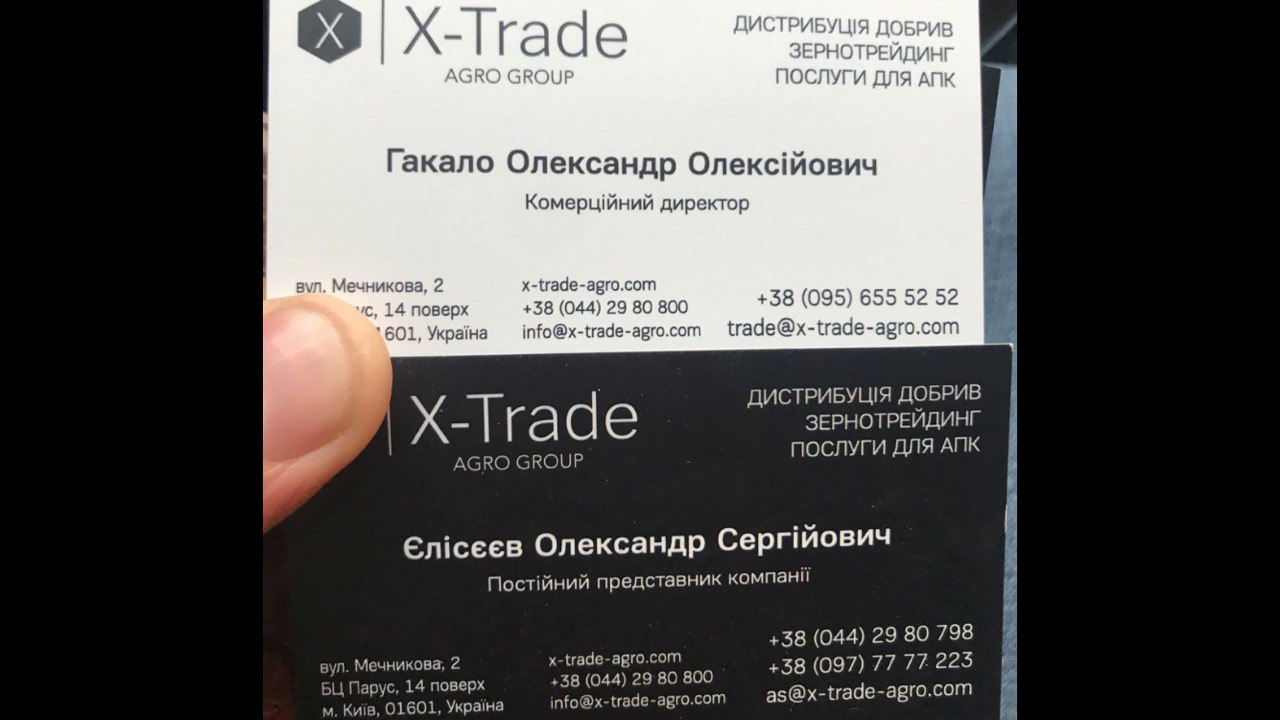 X
X-Trade
AGRO GROUP
ДИСТРИБУЦІЯ ДОБРИВ
ЗЕРНОТРЕЙДИНГ
ПОСЛУГИ ДЛЯ АПК
Гакало Олександр Олексійович
Комерційний директор
вул. Мечникова, 2
14 поверх
1601, Україна
x-trade-agro.com
+38 (044) 29 80 800
info@x-trade-agro.com
+38 (095) 655 52 52
trade@x-trade-agro.com
X-Trade
AGRO GROUP
ДИСТРИБУЦІЯ ДОБРИВ
ЗЕРНОТРЕЙДИНГ
ПОСЛУГИ ДЛЯ АПК
Єлісєєв Олександр Сергійович
Постійний представник компанії
вул. Мечникова, 2
БЦ Парус, 14 поверх
м. Київ, 01601, Україна
x-trade-agro.com
+38 (044) 29 80 800
info@x-trade-agro.com
+38 (044) 29 80 798
+38 (097) 77 77 223
as@x-trade-agro.com